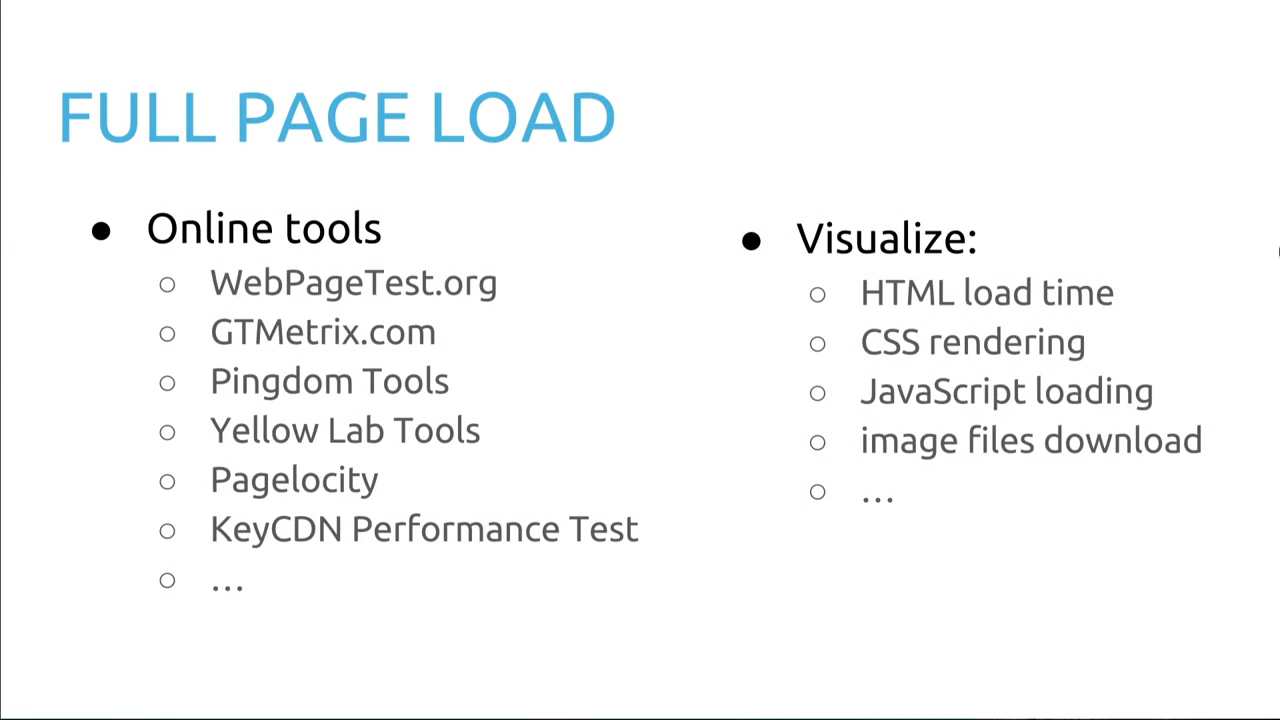 FULL PAGE LOAD
● Online tools
○ WebPageTest.org
○ GTMetrix.com
○ Pingdom Tools
○ Yellow Lab Tools
○ Pagelocity
○ KeyCDN Performance Test
○ ...
● Visualize:
○ HTML load time
○ CSS rendering
○ JavaScript loading
○ image files download
○ ...